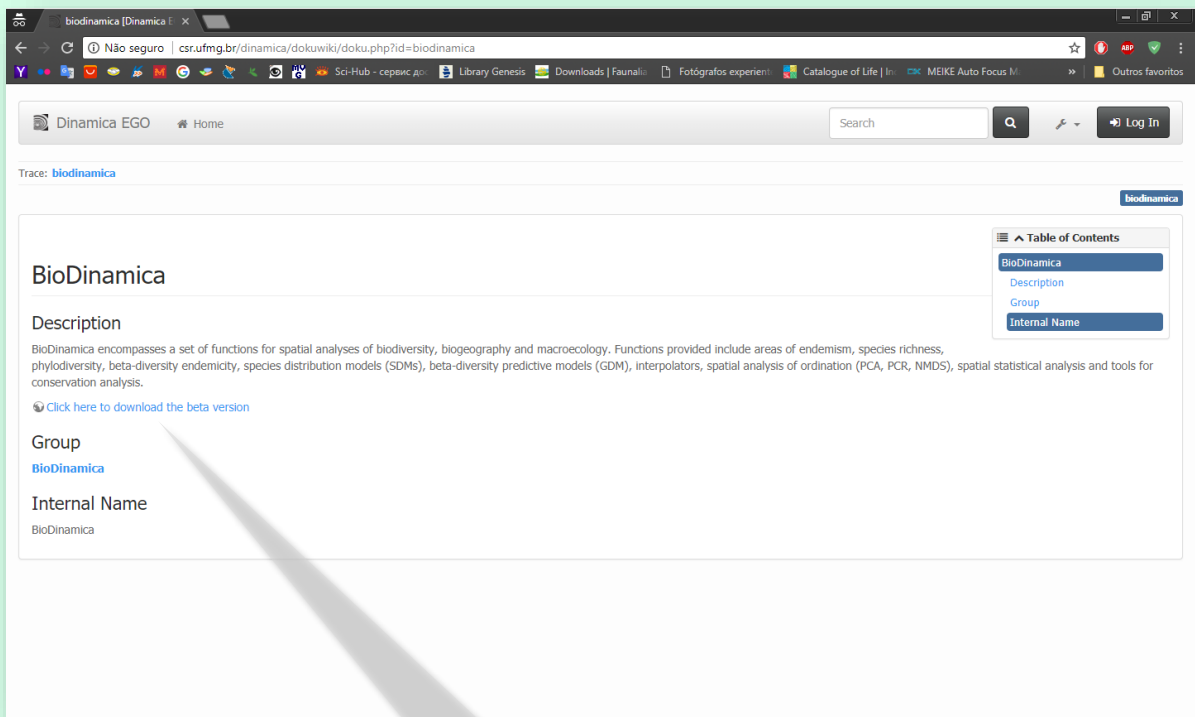 biodinamica [Dinamica E
Não seguro | csr.ufmg.br/dinamica/dokuwiki/doku.php?id=biodinamica
Sci-Hub - сервис до Library Genesis Downloads | Faunalia Fotógrafos experient Catalogue of Life | In MEIKE Auto Focus M » Outros favoritos
Dinamica EGO Home Search Log In
Trace: biodinamica
biodinamica
Table of Contents
BioDinamica
Description
Group
Internal Name
BioDinamica
Description
BioDinamica encompasses a set of functions for spatial analyses of biodiversity, biogeography and macroecology. Functions provided include areas of endemism, species richness,
phylodiversity, beta-diversity endemicity, species distribution models (SDMs), beta-diversity predictive models (GDM), interpolators, spatial analysis of ordination (PCA, PCR, NMDS), spatial statistical analysis and tools for
conservation analysis.
Click here to download the beta version
Group
BioDinamica
Internal Name
BioDinamica